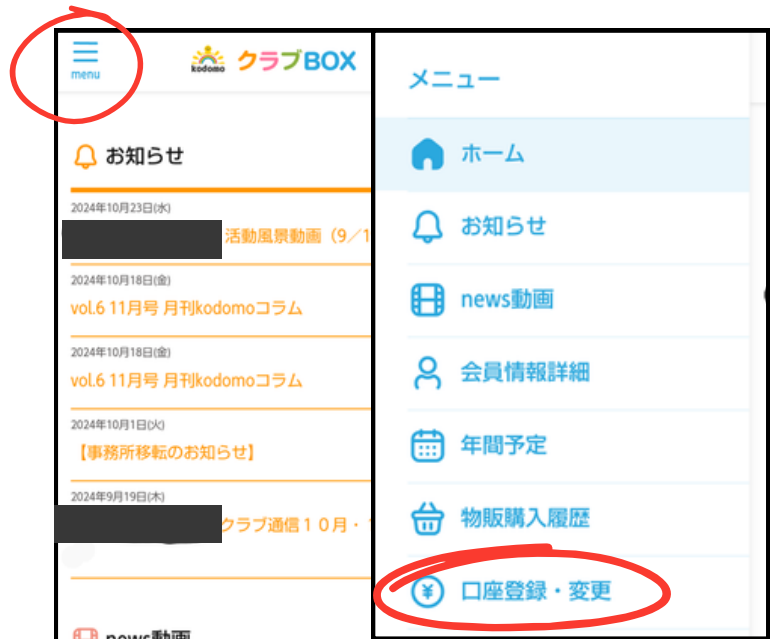 menu
kodomo クラブBOX
お知らせ
2024年10月23日(水)
活動風景動画（9／1
2024年10月18日(金)
vol.6 11月号 月刊kodomoコラム
2024年10月18日(金)
vol.6 11月号 月刊kodomoコラム
2024年10月1日(火)
【事務所移転のお知らせ】
2024年9月19日(木)
クラブ通信１０月・
news動画
メニュー
ホーム
お知らせ
news動画
会員情報詳細
年間予定
物販購入履歴
口座登録・変更